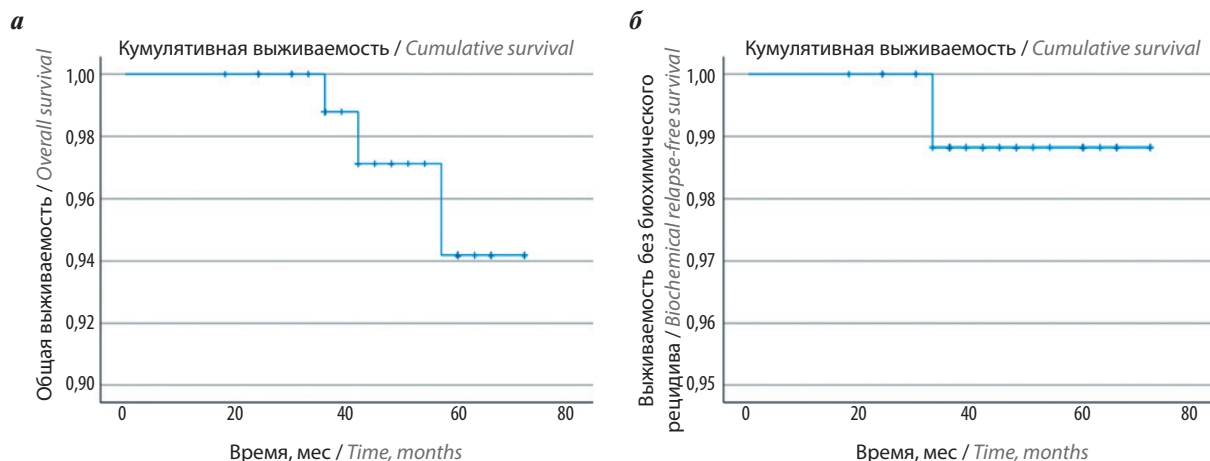 а
Кумулятивная выживаемость / Cumulative survival
Общая выживаемость / Overall survival
1,00
0,98
0,96
0,94
0,92
0,90
0
20
40
60
80
Время, мес / Time, months
б
Кумулятивная выживаемость / Cumulative survival
Выживаемость без биохимического
рецидива / Biochemical relapse-free survival
1,00
0,99
0,98
0,97
0,96
0,95
0
20
40
60
80
Время, мес / Time, months